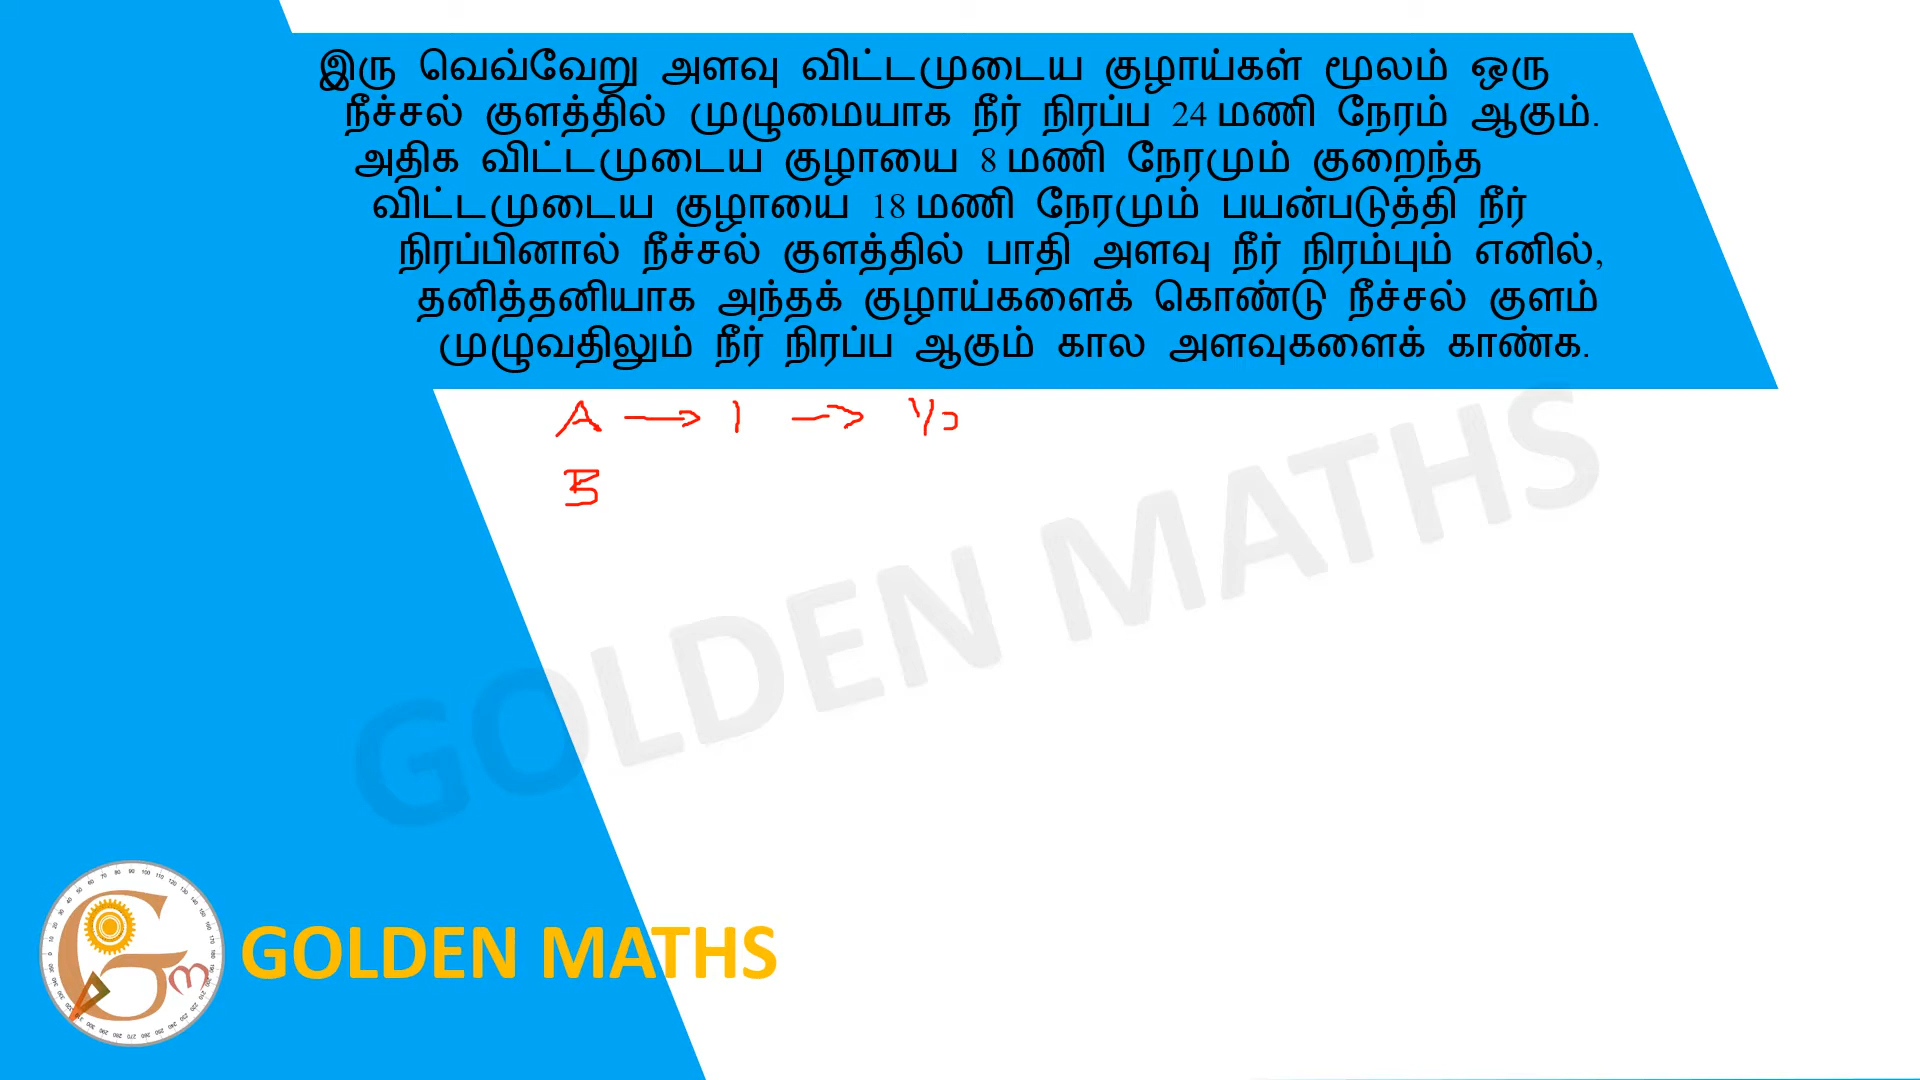 இரு வெவ்வேறு அளவு விட்டமுடைய குழாய்கள் மூலம் ஒரு
நீச்சல் குளத்தில் முழுமையாக நீர் நிரப்ப 24 மணி நேரம் ஆகும்.
அதிக விட்டமுடைய குழாயை 8 மணி நேரமும் குறைந்த
விட்டமுடைய குழாயை 18 மணி நேரமும் பயன்படுத்தி நீர்
நிரப்பினால் நீச்சல் குளத்தில் பாதி அளவு நீர் நிரம்பும் எனில்,
தனித்தனியாக அந்தக் குழாய்களைக் கொண்டு நீச்சல் குளம்
முழுவதிலும் நீர் நிரப்ப ஆகும் கால அளவுகளைக் காண்க.
A → 1 →
B
GOLDEN MATHS
GOLDEN MATHS